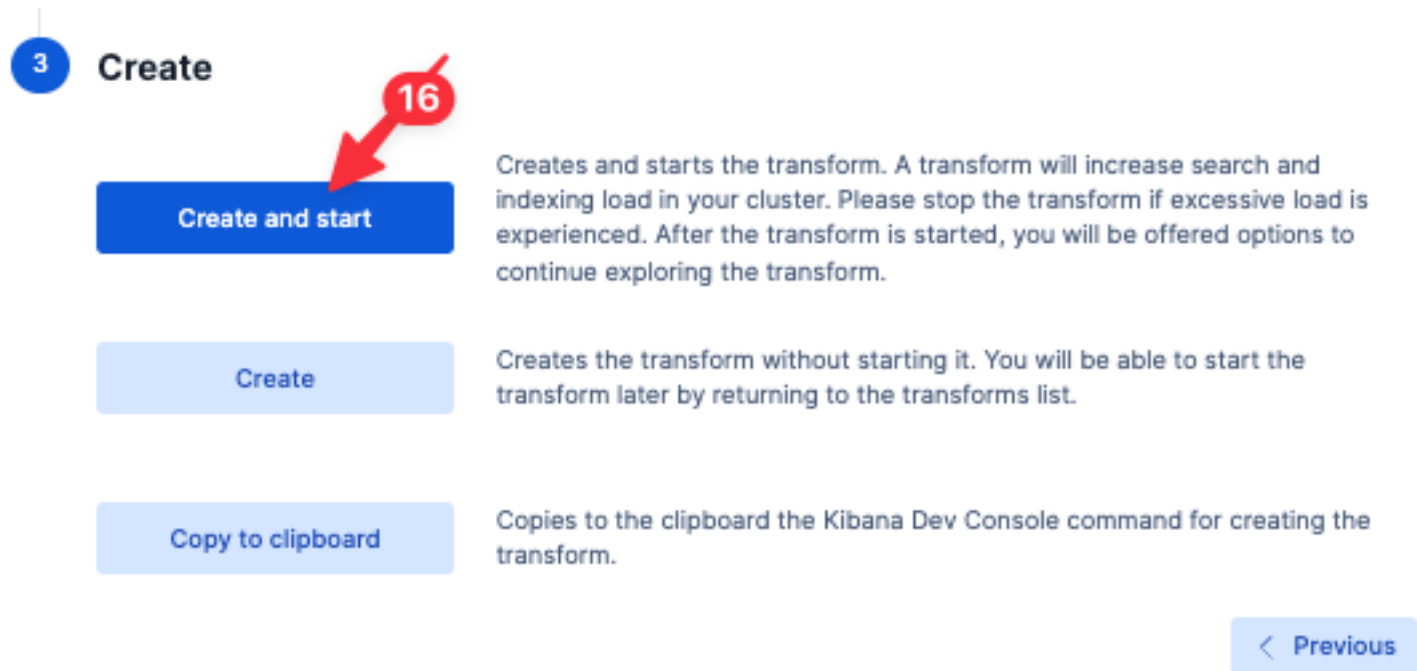 3
Create
16
Create and start
Creates and starts the transform. A transform will increase search and
indexing load in your cluster. Please stop the transform if excessive load is
experienced. After the transform is started, you will be offered options to
continue exploring the transform.
Create
Creates the transform without starting it. You will be able to start the
transform later by returning to the transforms list.
Copy to clipboard
Copies to the clipboard the Kibana Dev Console command for creating the
transform.
< Previous